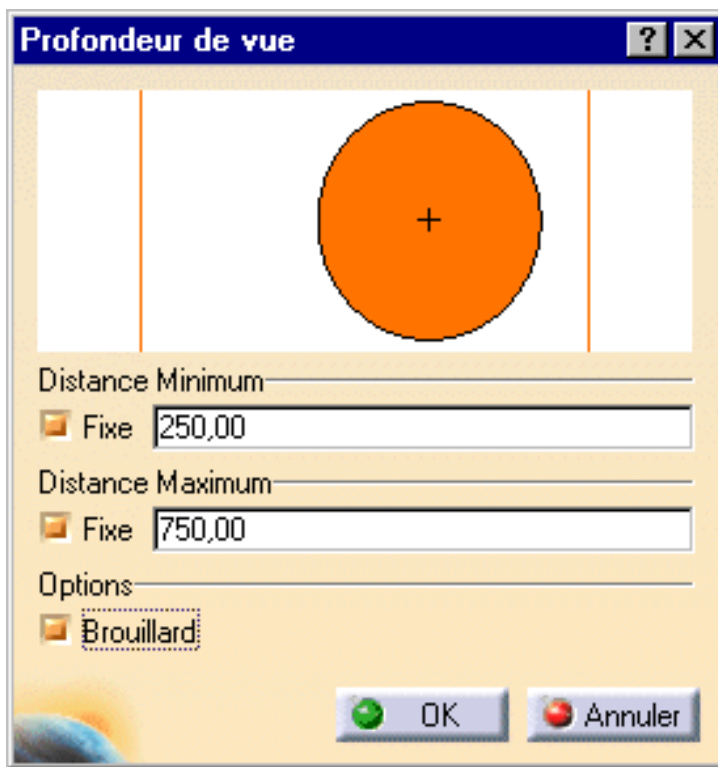 Profondeur de vue
Distance Minimum
Fixe 250,00
Distance Maximum
Fixe 750,00
Options
Brouillard
OK Annuler